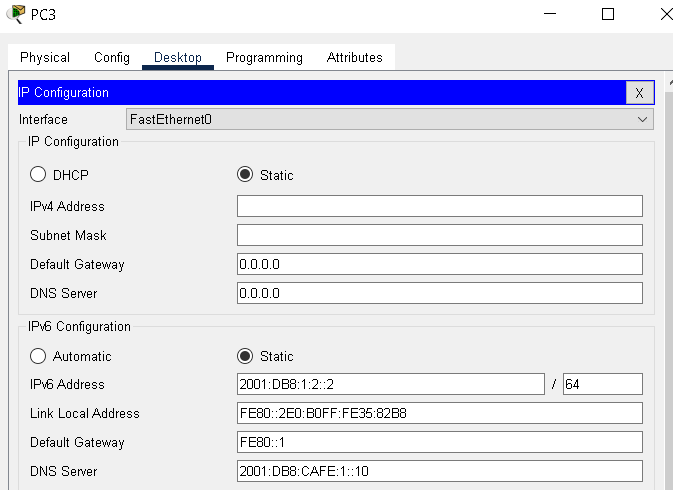 PC3
Physical Config Desktop Programming Attributes
IP Configuration X
Interface FastEthernet0
IP Configuration
DHCP Static
IPv4 Address
Subnet Mask
Default Gateway 0.0.0.0
DNS Server 0.0.0.0
IPv6 Configuration
Automatic Static
IPv6 Address 2001:DB8:1:2::2 / 64
Link Local Address FE80::2E0:B0FF:FE35:82B8
Default Gateway FE80::1
DNS Server 2001:DB8:CAFE:1::10